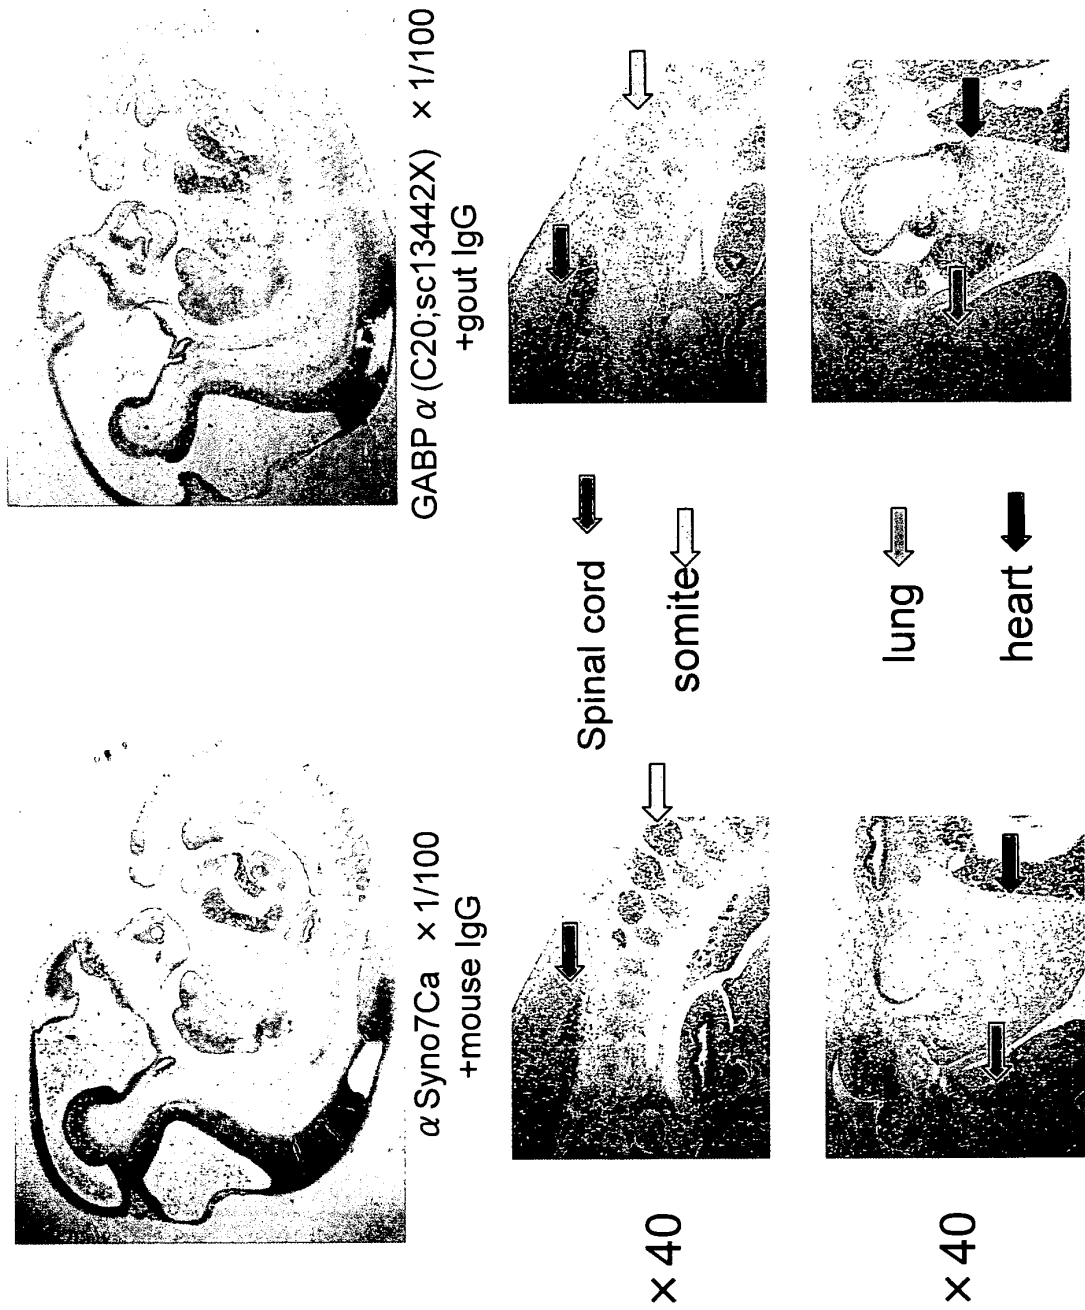 α Syno7Ca × 1/100
+mouse IgG
GABP α (C20;sc13442X) × 1/100
+gout IgG
× 40
Spinal cord
somite
× 40
lung
heart